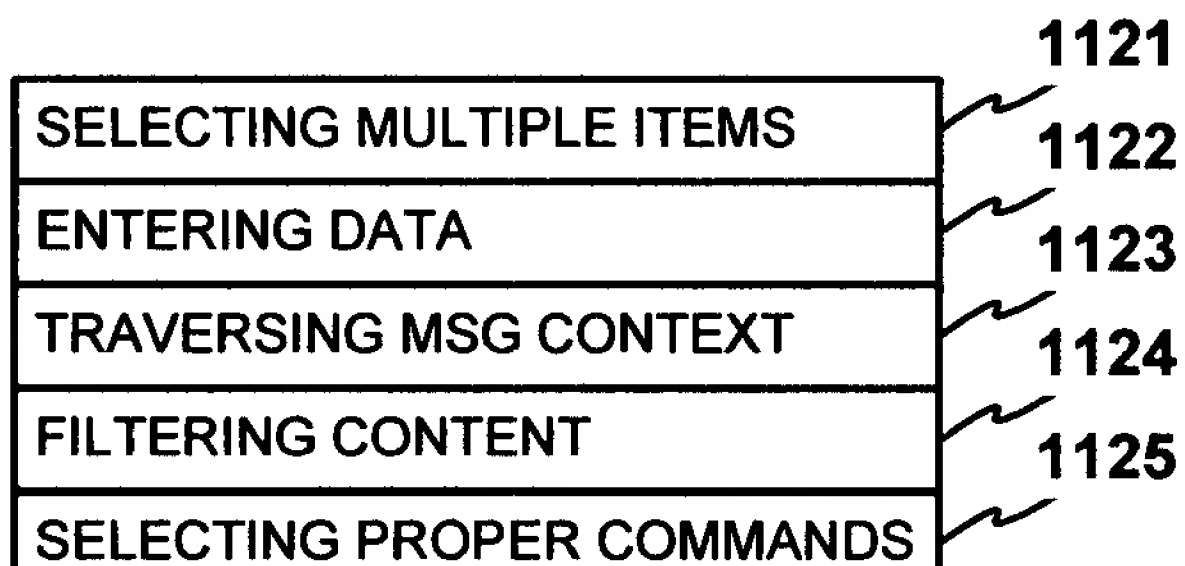 1121
SELECTING MULTIPLE ITEMS
1122
ENTERING DATA
1123
TRAVERSING MSG CONTEXT
1124
FILTERING CONTENT
1125
SELECTING PROPER COMMANDS